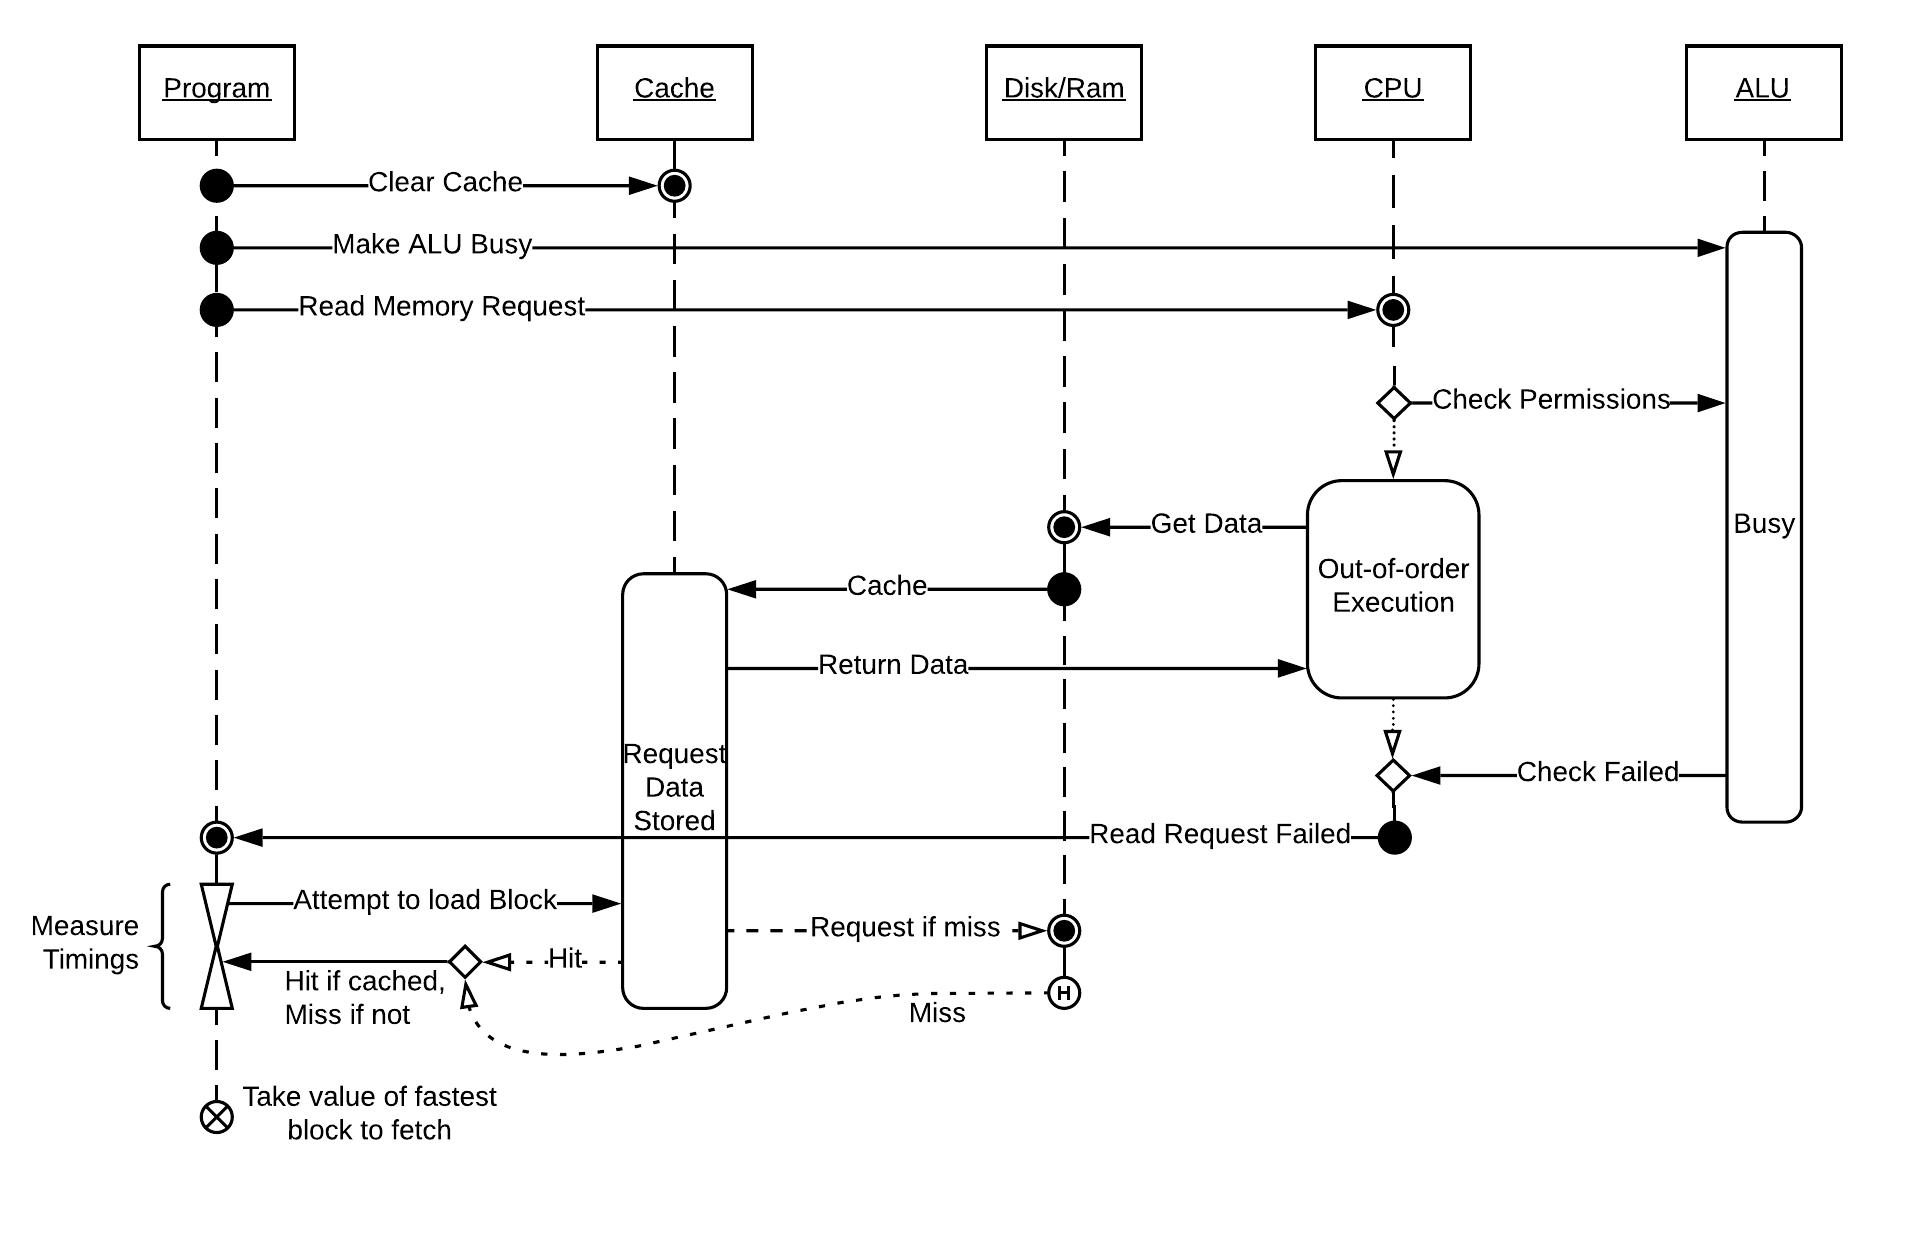 Program
Cache
Disk/Ram
CPU
ALU
Clear Cache
Make ALU Busy
Read Memory Request
Check Permissions
Get Data
Busy
Out-of-order
Execution
Cache
Return Data
Request
Data
Stored
Check Failed
Read Request Failed
Attempt to load Block
Measure
Timings
Request if miss
Hit
Hit if cached,
Miss if not
H
Miss
Take value of fastest
block to fetch